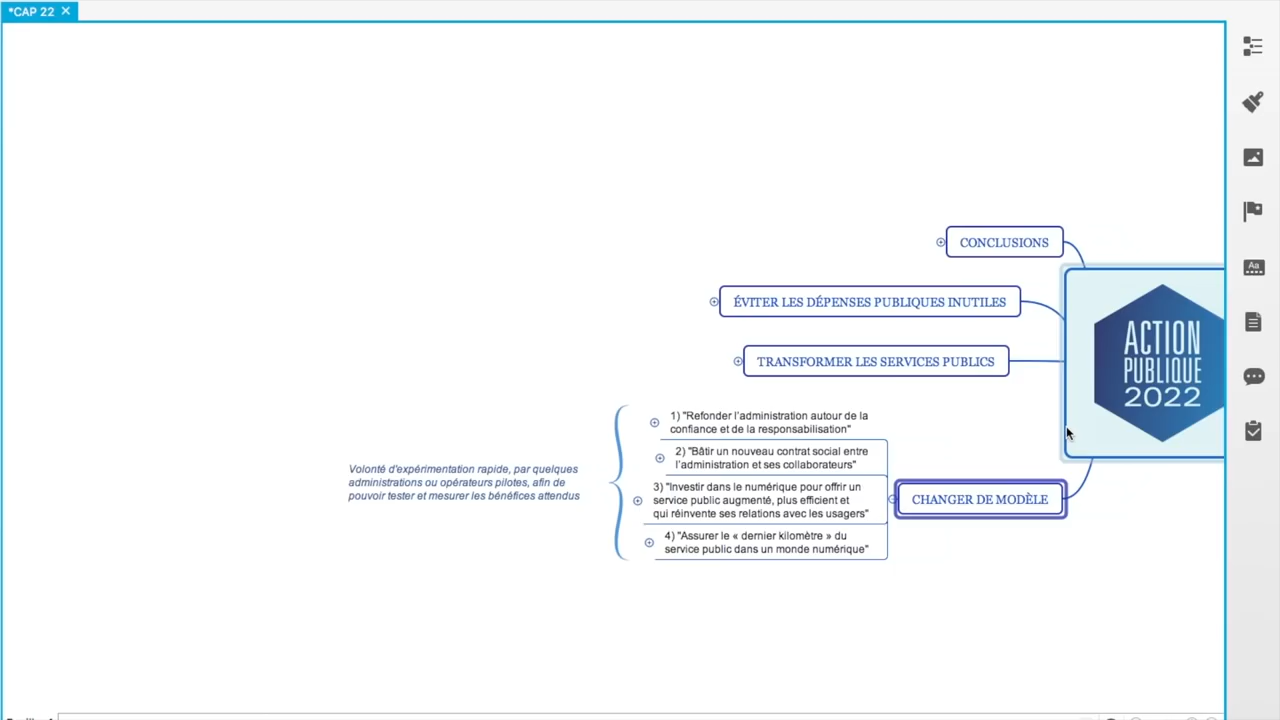 *CAP 22
CONCLUSIONS
ÉVITER LES DÉPENSES PUBLIQUES INUTILES
TRANSFORMER LES SERVICES PUBLICS
ACTION
PUBLIQUE
2022
1) "Refonder l'administration autour de la
confiance et de la responsabilisation"
2) "Bâtir un nouveau contrat social entre
l'administration et ses collaborateurs"
3) "Investir dans le numérique pour offrir un
service public augmenté, plus efficient et
qui réinvente ses relations avec les usagers"
4) "Assurer le « dernier kilomètre » du
service public dans un monde numérique"
Volonté d'expérimentation rapide, par quelques
administrations ou opérateurs pilotes, afin de
pouvoir tester et mesurer les bénéfices attendus
CHANGER DE MODÈLE
Aa